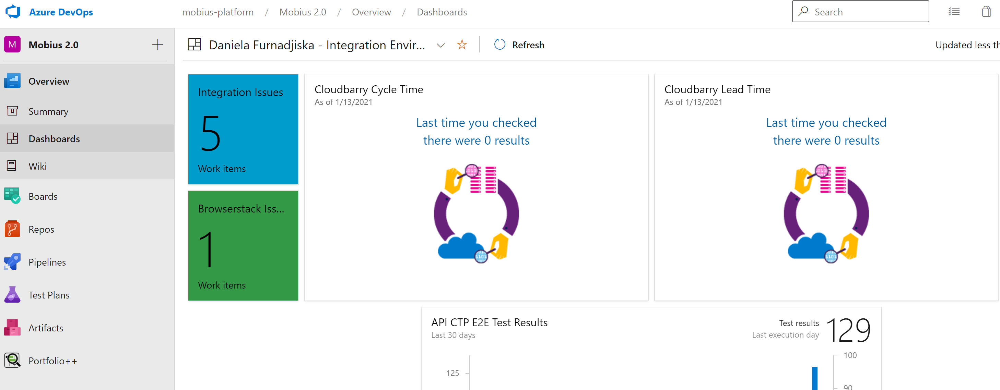 Azure DevOps
mobius-platform / Mobius 2.0 / Overview / Dashboards
Search
M Mobius 2.0
Overview
Summary
Dashboards
Wiki
Boards
Repos
Pipelines
Test Plans
Artifacts
Portfolio++
Daniela Furnadjiska - Integration Envir...
Refresh
Updated less th
Integration Issues
5
Work items
Browserstack Iss...
1
Work items
Cloudbarry Cycle Time
As of 1/13/2021
Last time you checked
there were 0 results
Cloudbarry Lead Time
As of 1/13/2021
Last time you checked
there were 0 results
API CTP E2E Test Results
Last 30 days
Test results
Last execution day
129
125
100
90